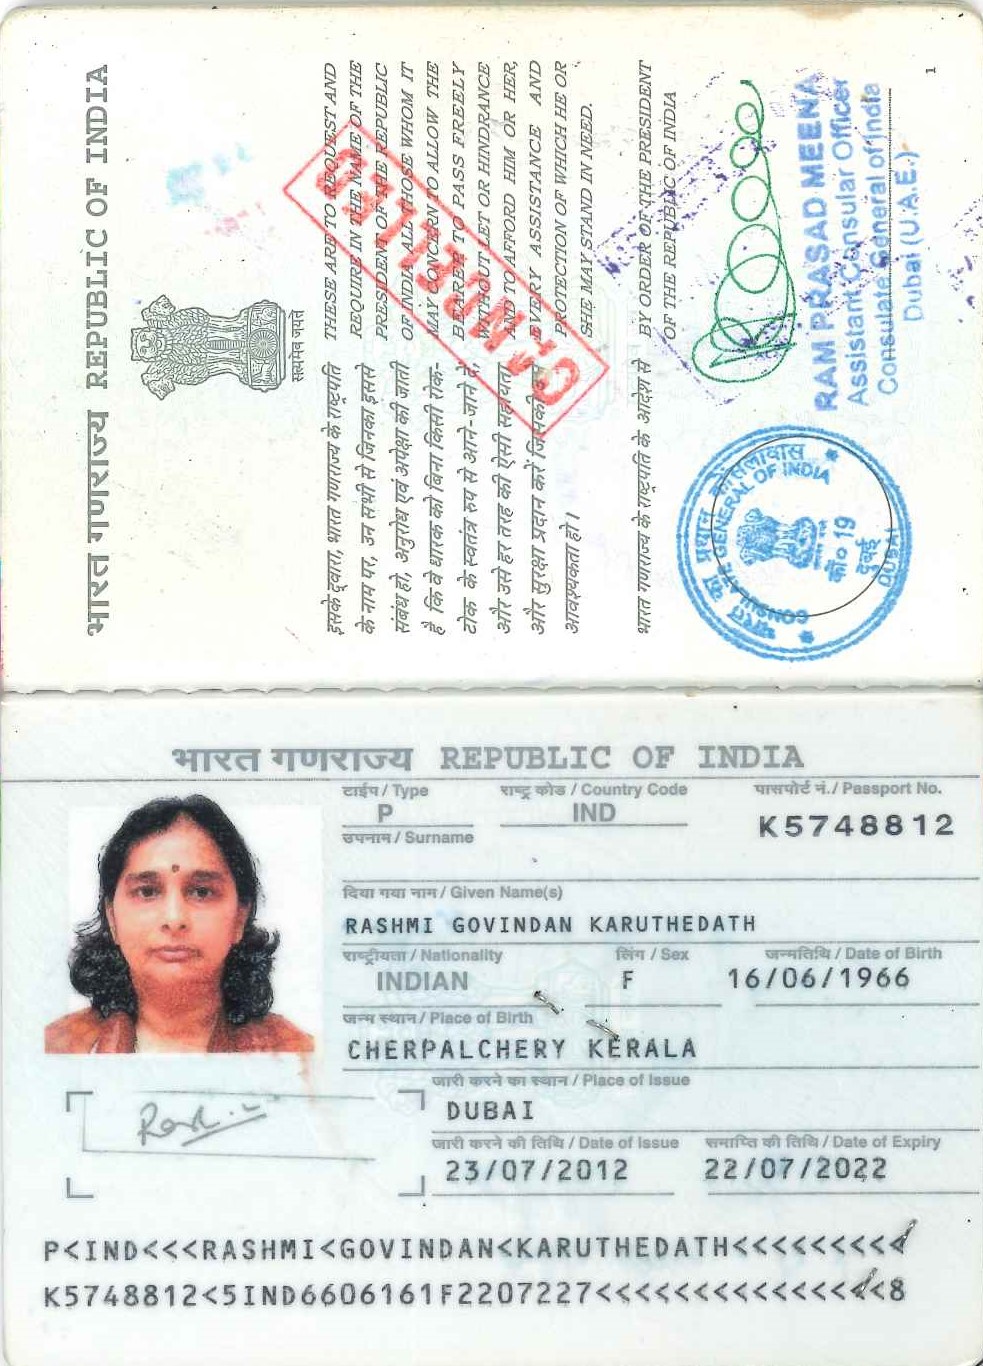 भारत गणराज्य REPUBLIC OF INDIA
सत्यमेव जयते
इसके द्वारा, भारत गणराज्य के राष्ट्रपति
के नाम पर, उन सभी से जिनका इससे
संबंध हो, अनुरोध एवं अपेक्षा की जाती
है कि वे धारक को बिना किसी रोक-
टोक के स्वतंत्र रूप से आने-जाने दें,
और उसे हर तरह की ऐसी सहायता
और सुरक्षा प्रदान करें जिसकी
आवश्यकता हो।
THESE ARE TO REQUEST AND
REQUIRE IN THE NAME OF THE
PRESIDENT OF THE REPUBLIC
OF INDIA ALL THOSE WHOM IT
MAY CONCERN TO ALLOW THE
BEARER TO PASS FREELY
WITHOUT LET OR HINDRANCE
AND TO AFFORD HIM OR HER,
EVERY ASSISTANCE AND
PROTECTION OF WHICH HE OR
SHE MAY STAND IN NEED.
CANCELLED
भारत गणराज्य के राष्ट्रपति के आदेश से
BY ORDER OF THE PRESIDENT
OF THE REPUBLIC OF INDIA
RAM PRASAD MEENA
Assistant Consular Officer
Consulate General of India
Dubai (U.A.E.)
भारत का प्रधान कोंसलावास
CONSULATE GENERAL OF INDIA
कों० 19
दुबई
DUBAI
1
भारत गणराज्य REPUBLIC OF INDIA
टाईप / Type राष्ट्र कोड / Country Code पासपोर्ट नं. / Passport No.
P IND K5748812
उपनाम / Surname
दिया गया नाम / Given Name(s)
RASHMI GOVINDAN KARUTHEDATH
राष्ट्रीयता / Nationality लिंग / Sex जन्मतिथि / Date of Birth
INDIAN F 16/06/1966
जन्म स्थान / Place of Birth
CHERPALCHERY KERALA
जारी करने का स्थान / Place of Issue
DUBAI
जारी करने की तिथि / Date of Issue समाप्ति की तिथि / Date of Expiry
23/07/2012 22/07/2022
P<IND<<<RASHMI<GOVINDAN<KARUTHEDATH<<<<<<<<<
K5748812<5IND6606161F2207227<<<<<<<<<<<<<<<8